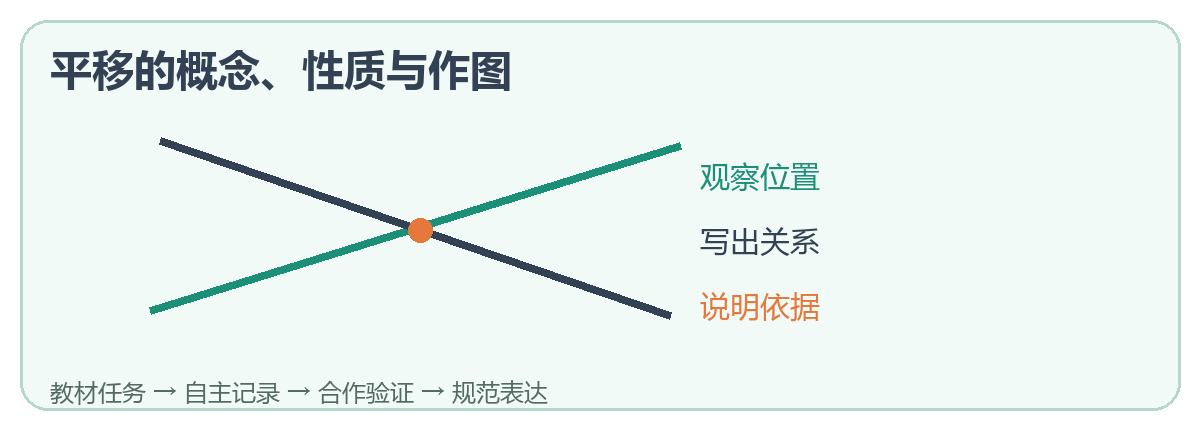 平移的概念、性质与作图
观察位置
写出关系
说明依据
教材任务 → 自主记录 → 合作验证 → 规范表达